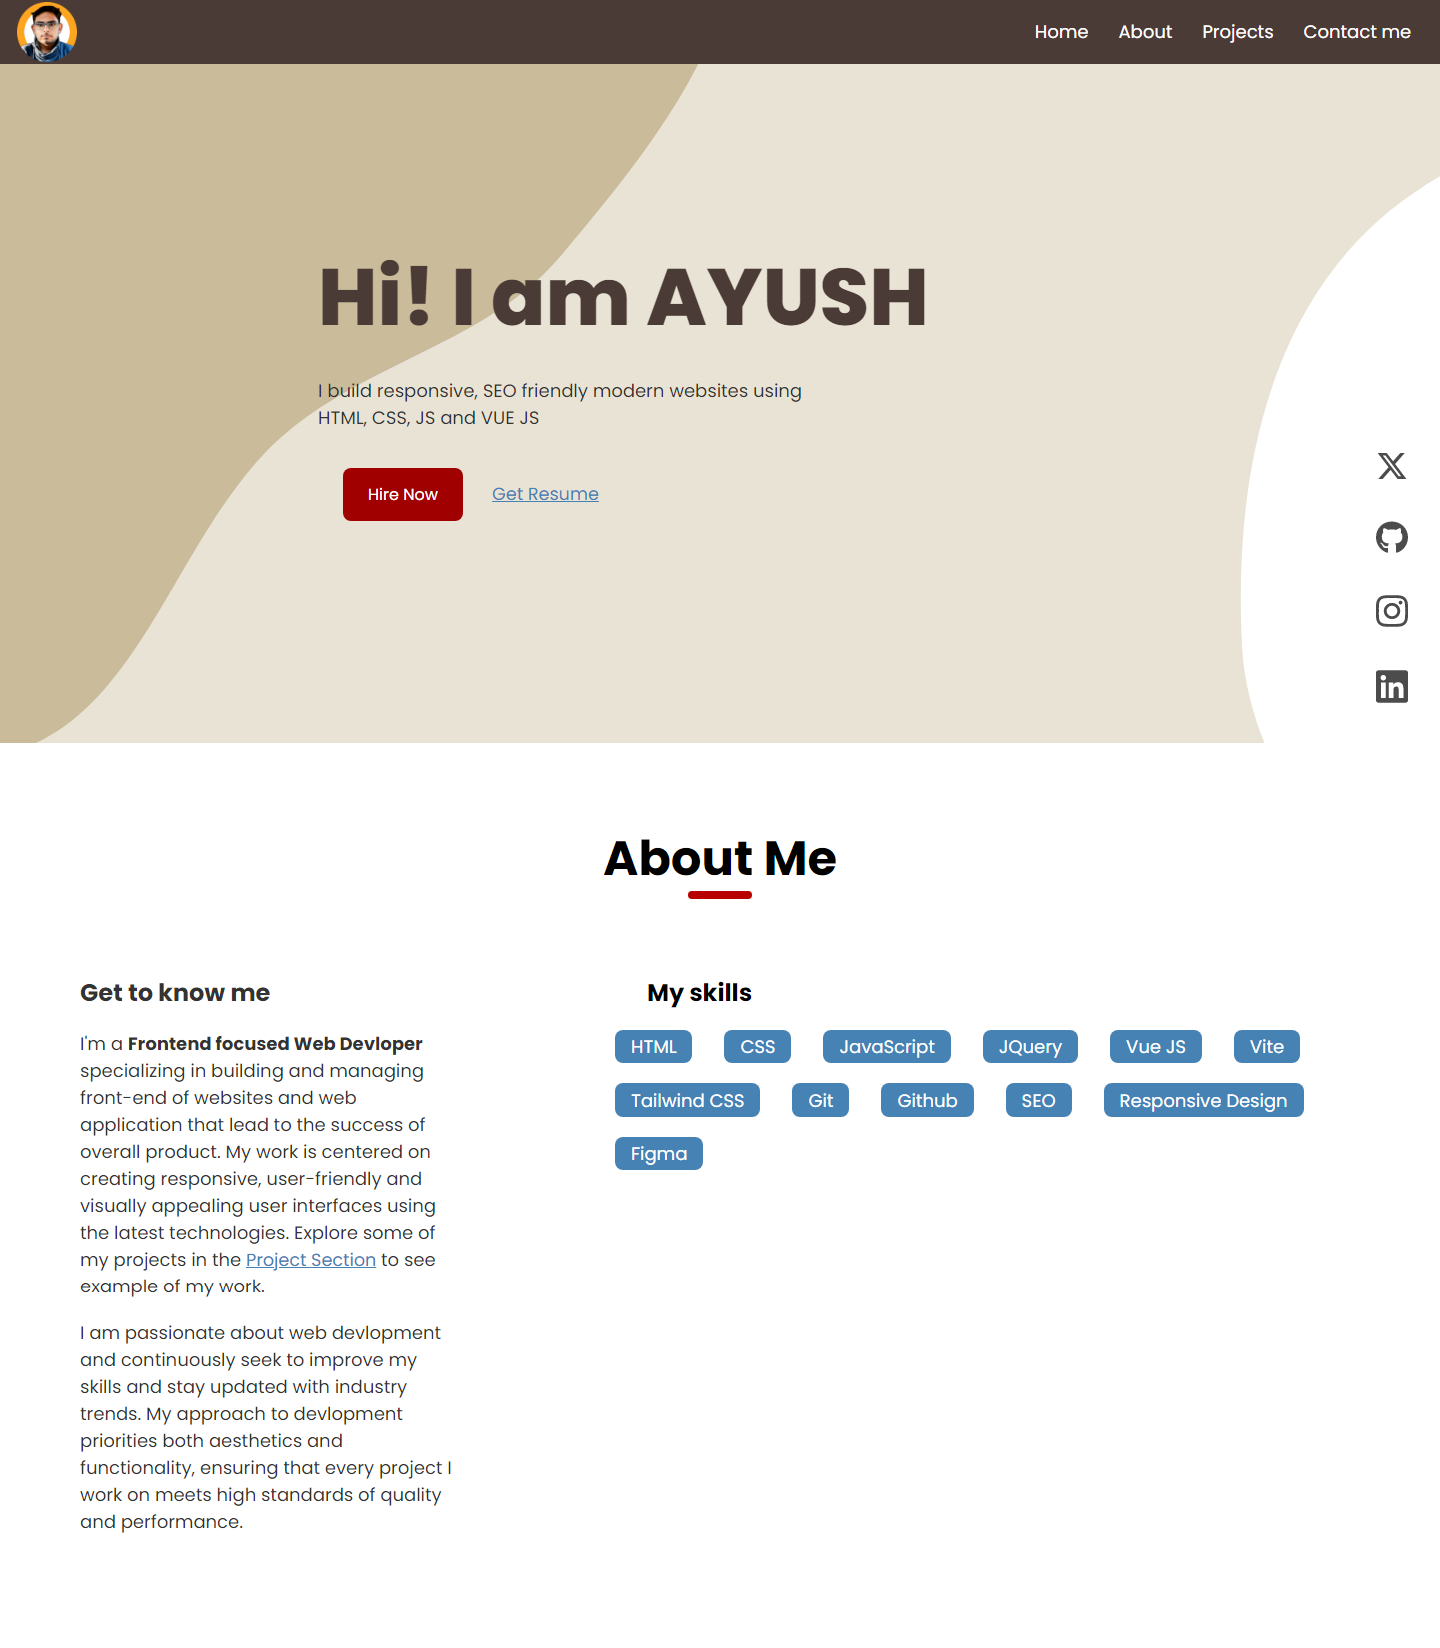 Home About Projects Contact me
Hi! I am AYUSH
I build responsive, SEO friendly modern websites using
HTML, CSS, JS and VUE JS
Hire Now Get Resume
About Me
Get to know me
I'm a Frontend focused Web Devloper
specializing in building and managing
front-end of websites and web
application that lead to the success of
overall product. My work is centered on
creating responsive, user-friendly and
visually appealing user interfaces using
the latest technologies. Explore some of
my projects in the Project Section to see
example of my work.
I am passionate about web devlopment
and continuously seek to improve my
skills and stay updated with industry
trends. My approach to devlopment
priorities both aesthetics and
functionality, ensuring that every project I
work on meets high standards of quality
and performance.
My skills
HTML CSS JavaScript JQuery Vue JS Vite
Tailwind CSS Git Github SEO Responsive Design
Figma